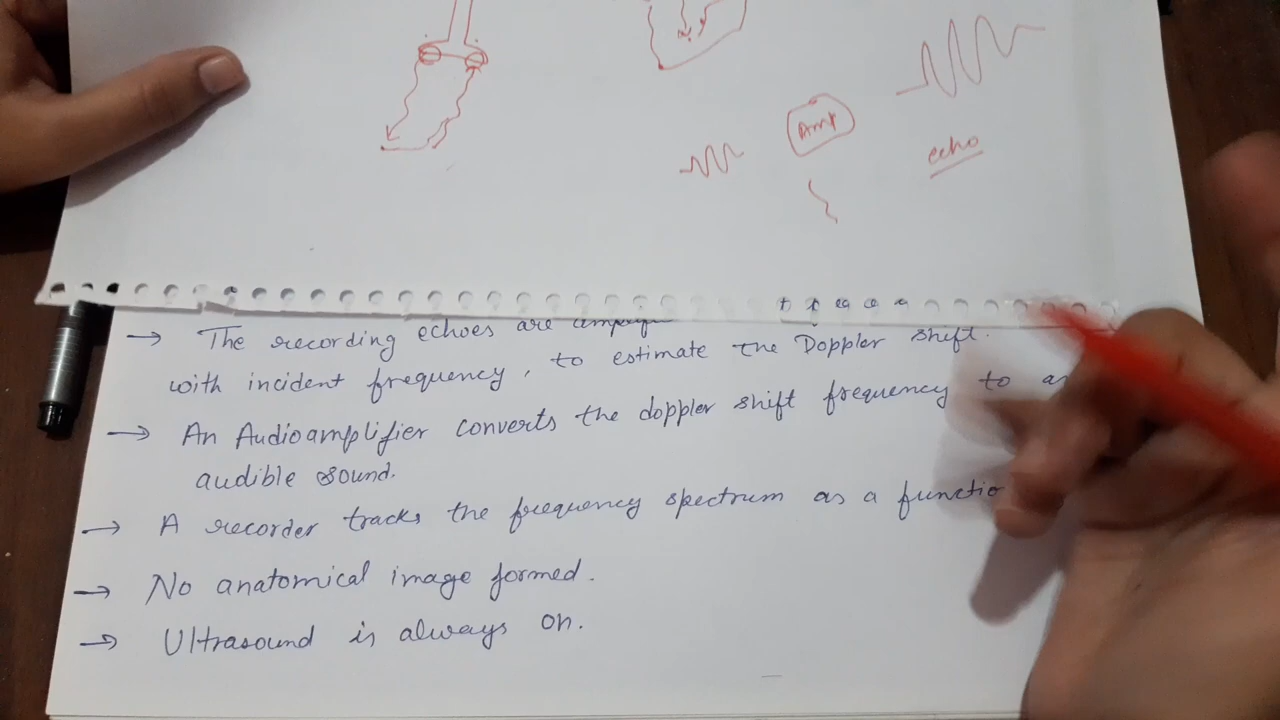 Amp
echo
→ The recording echoes are
with incident frequency, to estimate the Doppler shift.
→ An Audioamplifier converts the doppler shift frequency to an
audible sound.
→ A recorder tracks the frequency spectrum as a
→ No anatomical image formed.
→ Ultrasound is always on.